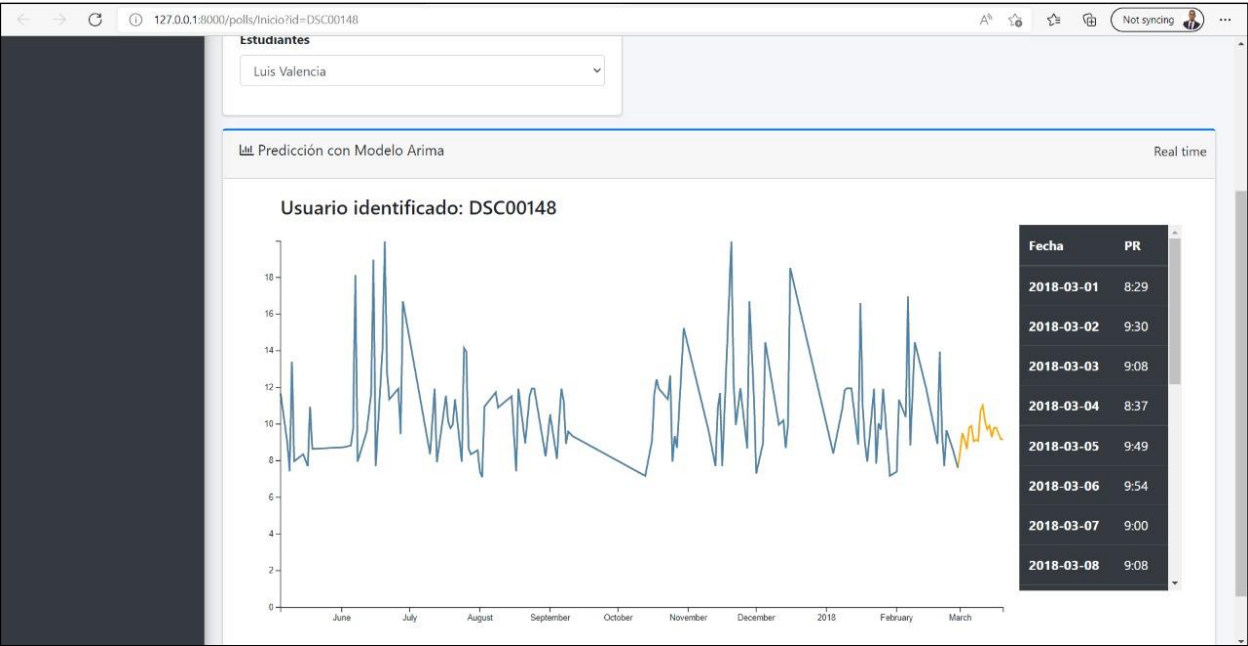 127.0.0.1:8000/polls/Inicio?id=DSC00148
Not syncing
Estudiantes
Luis Valencia
Predicción con Modelo Arima
Real time
Usuario identificado: DSC00148
18
16
14
12
10
8
6
4
2
0
June July August September October November December 2018 February March
Fecha PR
2018-03-01 8:29
2018-03-02 9:30
2018-03-03 9:08
2018-03-04 8:37
2018-03-05 9:49
2018-03-06 9:54
2018-03-07 9:00
2018-03-08 9:08